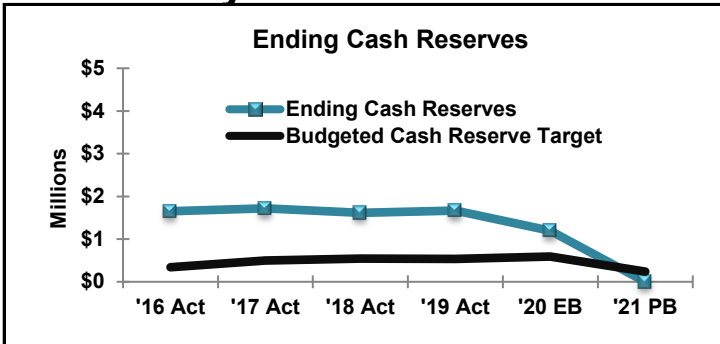 Ending Cash Reserves
$5
$4
$3
$2
$1
$0
Millions
Ending Cash Reserves
Budgeted Cash Reserve Target
'16 Act '17 Act '18 Act '19 Act '20 EB '21 PB